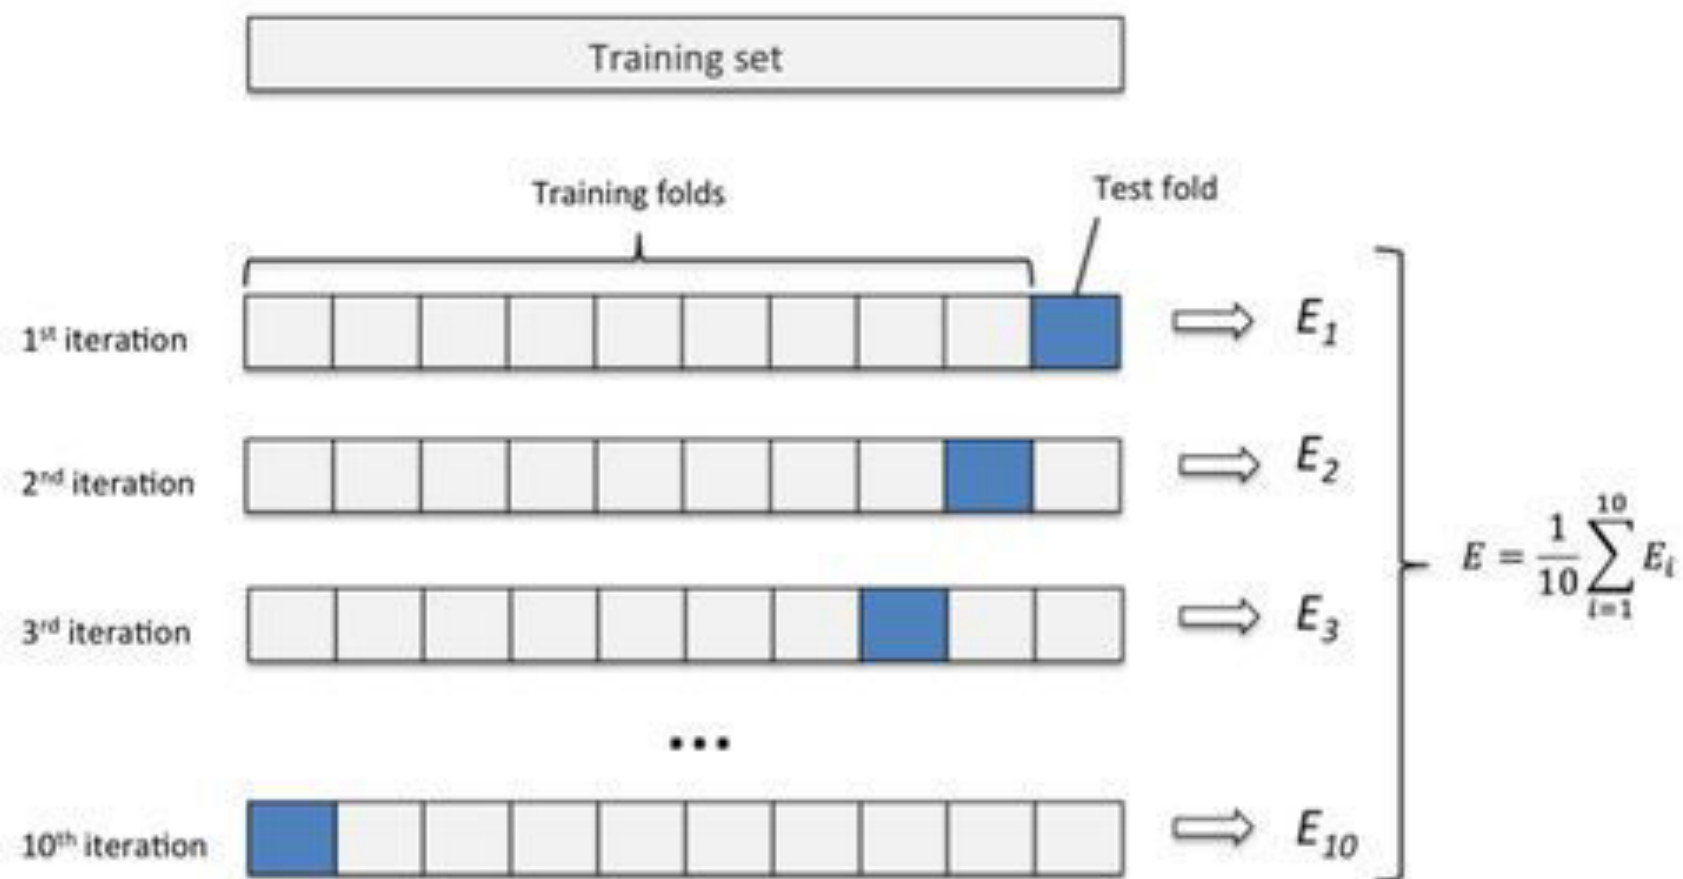 Training set
Training folds
Test fold
1st iteration
E1
2nd iteration
E2
3rd iteration
E3
...
10th iteration
E10
E = 1/10 ∑_{i=1}^{10} E_i